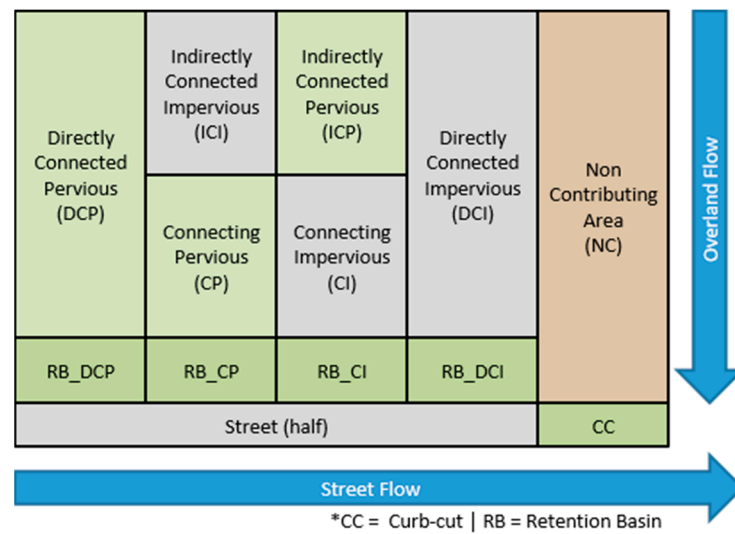 Directly
Connected
Pervious
(DCP)
Indirectly
Connected
Impervious
(ICI)
Connecting
Pervious
(CP)
Indirectly
Connected
Pervious
(ICP)
Connecting
Impervious
(CI)
Directly
Connected
Impervious
(DCI)
Non
Contributing
Area
(NC)
Overland Flow
RB_DCP
RB_CP
RB_CI
RB_DCI
Street (half)
CC
Street Flow
*CC = Curb-cut | RB = Retention Basin